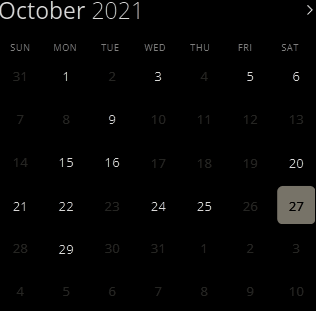 October 2021
SUN MON TUE WED THU FRI SAT
31 1 2 3 4 5 6
7 8 9 10 11 12 13
14 15 16 17 18 19 20
21 22 23 24 25 26 27
28 29 30 31 1 2 3
4 5 6 7 8 9 10